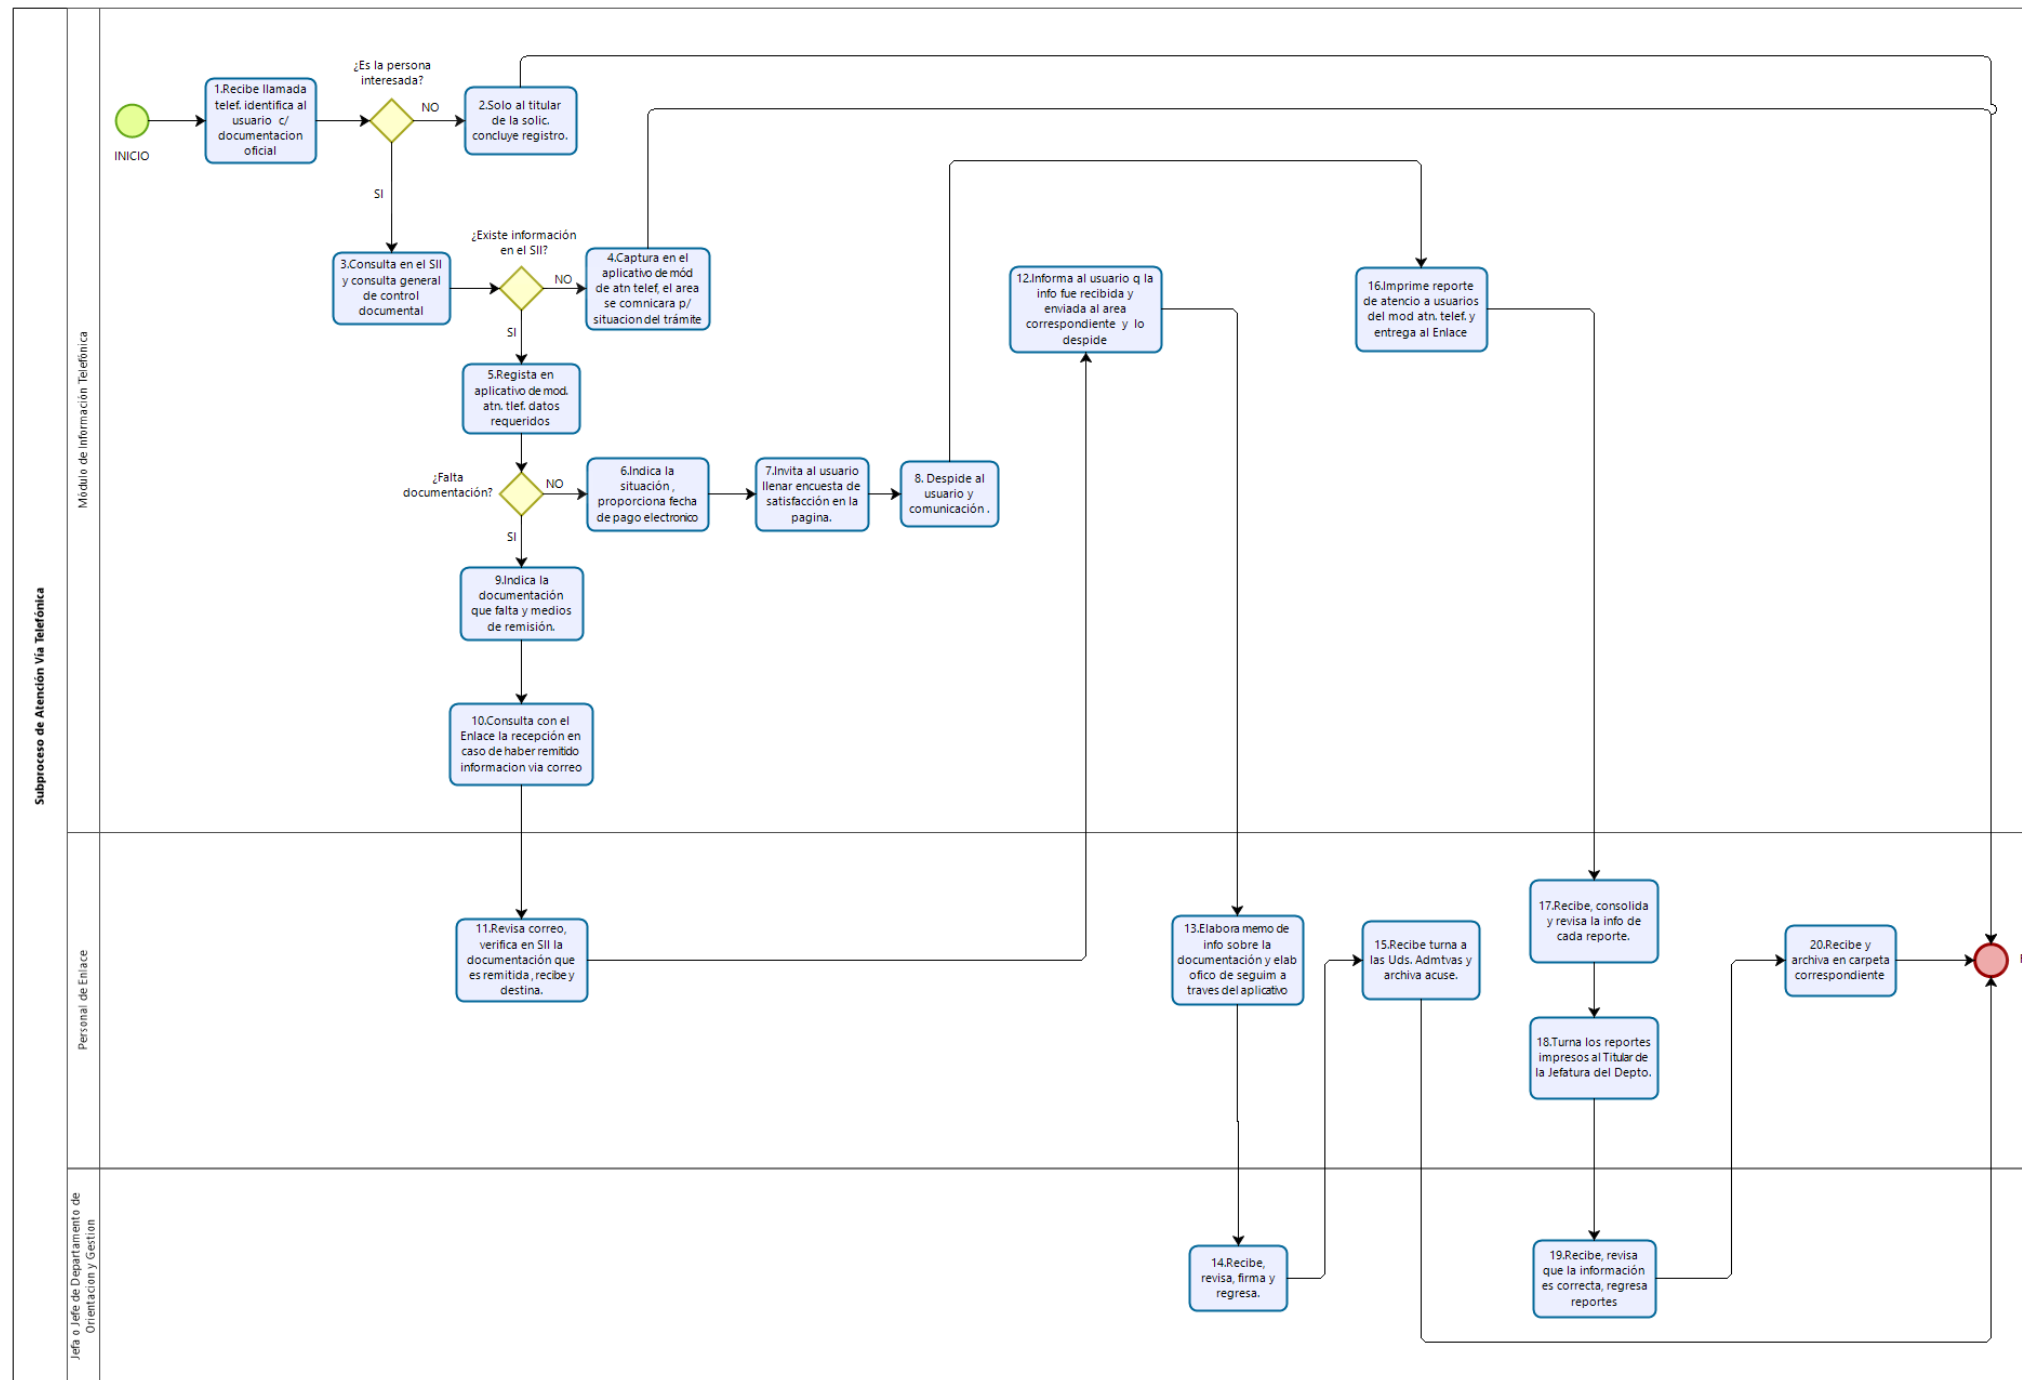 Subproceso de Atención Vía Telefónica
Módulo de Información Telefónica
INICIO
1.Recibe llamada
telef. identifica al
usuario c/
documentacion
oficial
¿Es la persona
interesada?
NO
SI
2.Solo al titular
de la solic.
concluye registro.
3.Consulta en el SII
y consulta general
de control
documental
¿Existe información
en el SII?
NO
SI
4.Captura en el
aplicativo de mód
de atn telef, el area
se comnicara p/
situacion del trámite
5.Regista en
aplicativo de mod.
atn. tlef. datos
requeridos
¿Falta
documentación?
NO
SI
6.Indica la
situación ,
proporciona fecha
de pago electronico
7.Invita al usuario
llenar encuesta de
satisfacción en la
pagina.
8. Despide al
usuario y
comunicación .
9.Indica la
documentación
que falta y medios
de remisión.
10.Consulta con el
Enlace la recepción en
caso de haber remitido
informacion via correo
12.Informa al usuario q la
info fue recibida y
enviada al area
correspondiente y lo
despide
16.Imprime reporte
de atencio a usuarios
del mod atn. telef. y
entrega al Enlace
Personal de Enlace
11.Revisa correo,
verifica en SII la
documentación que
es remitida, recibe y
destina.
13.Elabora memo de
info sobre la
documentación y elab
ofico de seguim a
traves del aplicativo
15.Recibe turna a
las Uds. Admtvas y
archiva acuse.
17.Recibe, consolida
y revisa la info de
cada reporte.
18.Turna los reportes
impresos al Titular de
la Jefatura del Depto.
20.Recibe y
archiva en carpeta
correspondiente
Jefa o Jefe de Departamento de
Orientacion y Gestion
14.Recibe,
revisa, firma y
regresa.
19.Recibe, revisa
que la información
es correcta, regresa
reportes